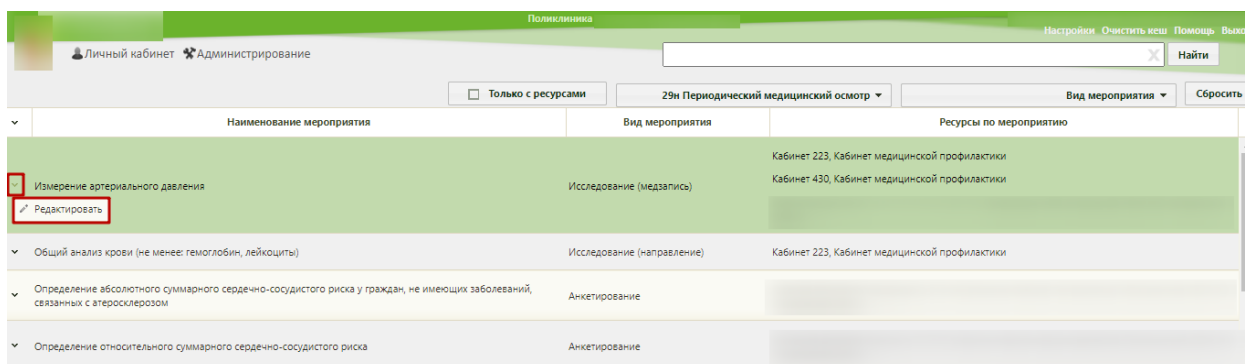 Поликлиника
Настройки Очистить кеш Помощь Выхо
Личный кабинет Администрирование
X Найти
Только с ресурсами 29н Периодический медицинский осмотр Вид мероприятия Сбросить
Наименование мероприятия Вид мероприятия Ресурсы по мероприятию
Кабинет 223, Кабинет медицинской профилактики
Измерение артериального давления Исследование (медзапись) Кабинет 430, Кабинет медицинской профилактики
Редактировать
Общий анализ крови (не менее: гемоглобин, лейкоциты) Исследование (направление) Кабинет 223, Кабинет медицинской профилактики
Определение абсолютного суммарного сердечно-сосудистого риска у граждан, не имеющих заболеваний,
связанных с атеросклерозом Анкетирование
Определение относительного суммарного сердечно-сосудистого риска Анкетирование